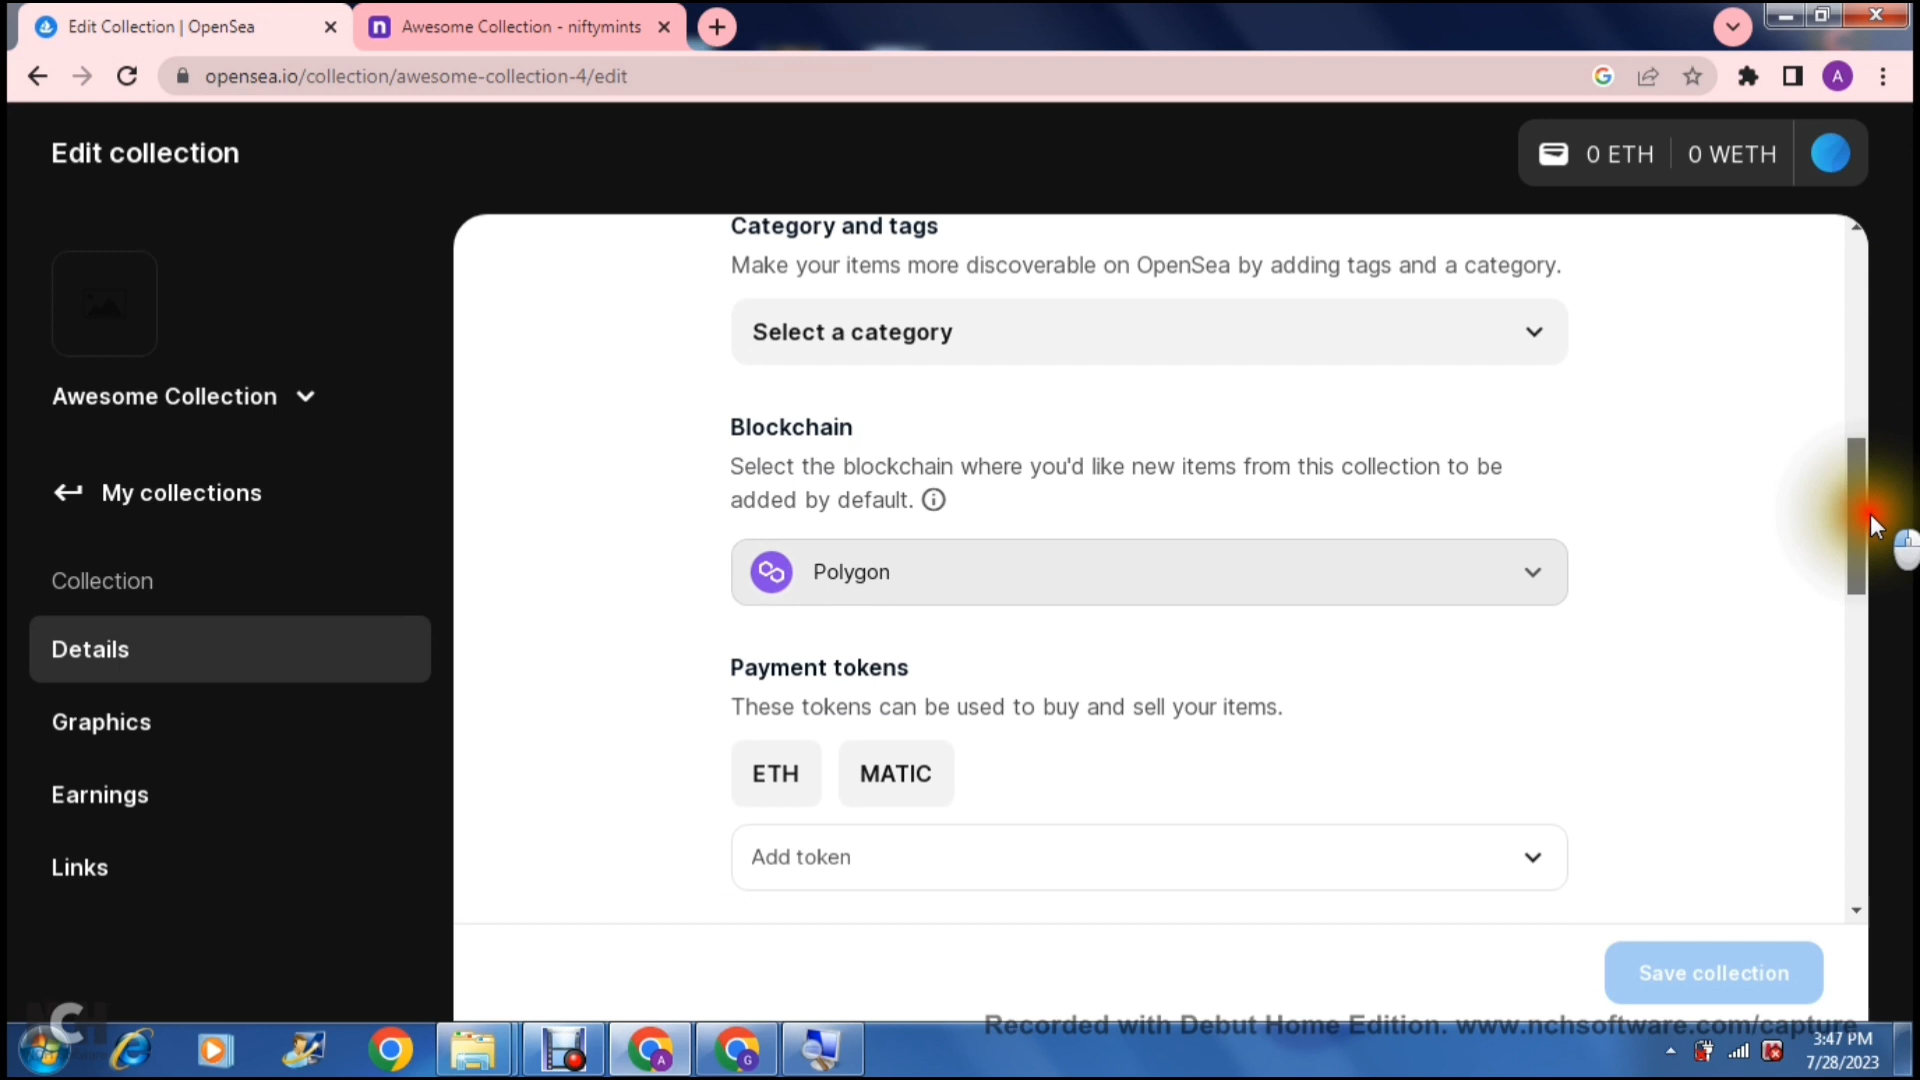 Edit Collection | OpenSea
Awesome Collection - niftymints
opensea.io/collection/awesome-collection-4/edit
A
Edit collection
0 ETH
0 WETH
Category and tags
Make your items more discoverable on OpenSea by adding tags and a category.
Select a category
Awesome Collection
Blockchain
Select the blockchain where you'd like new items from this collection to be
added by default.
My collections
Polygon
Collection
Details
Payment tokens
These tokens can be used to buy and sell your items.
Graphics
ETH
MATIC
Earnings
Add token
Links
Save collection
NCH
Recorded with Debut Home Edition. www.nchsoftware.com/capture
3:47 PM
7/28/2023